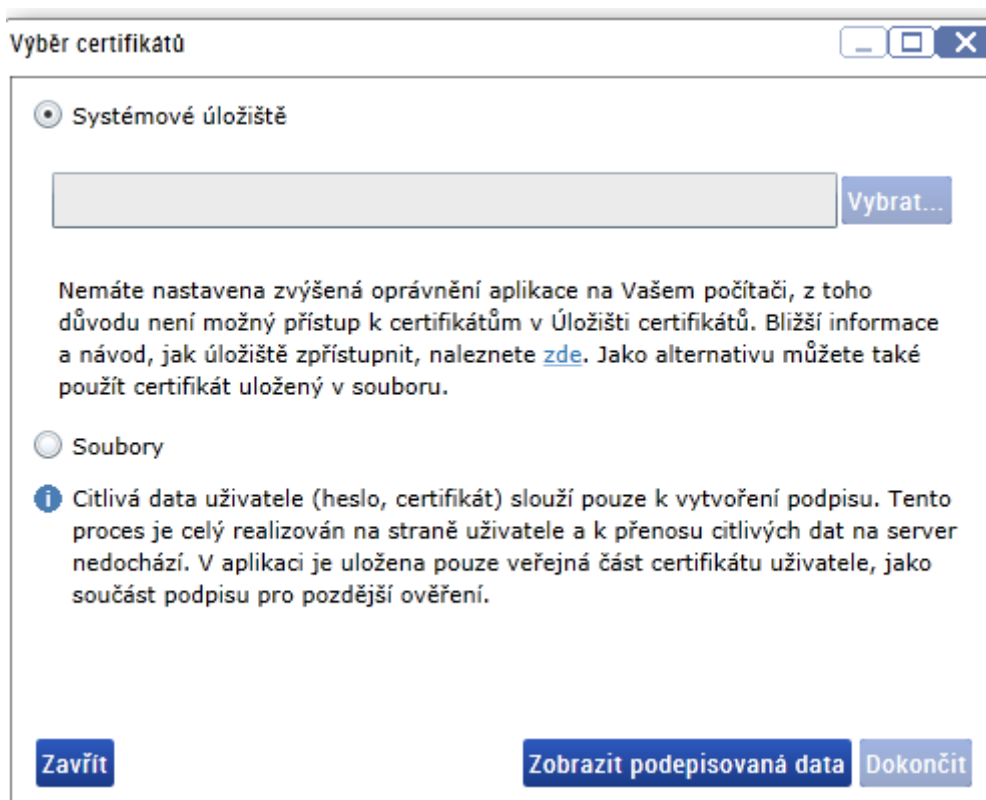 Výběr certifikátů
Systémové úložiště
Vybrat...
Nemáte nastavena zvýšená oprávnění aplikace na Vašem počítači, z toho
důvodu není možný přístup k certifikátům v Úložišti certifikátů. Bližší informace
a návod, jak úložiště zpřístupnit, naleznete zde. Jako alternativu můžete také
použít certifikát uložený v souboru.
Soubory
Citlivá data uživatele (heslo, certifikát) slouží pouze k vytvoření podpisu. Tento
proces je celý realizován na straně uživatele a k přenosu citlivých dat na server
nedochází. V aplikaci je uložena pouze veřejná část certifikátu uživatele, jako
součást podpisu pro pozdější ověření.
Zavřít
Zobrazit podepisovaná data
Dokončit